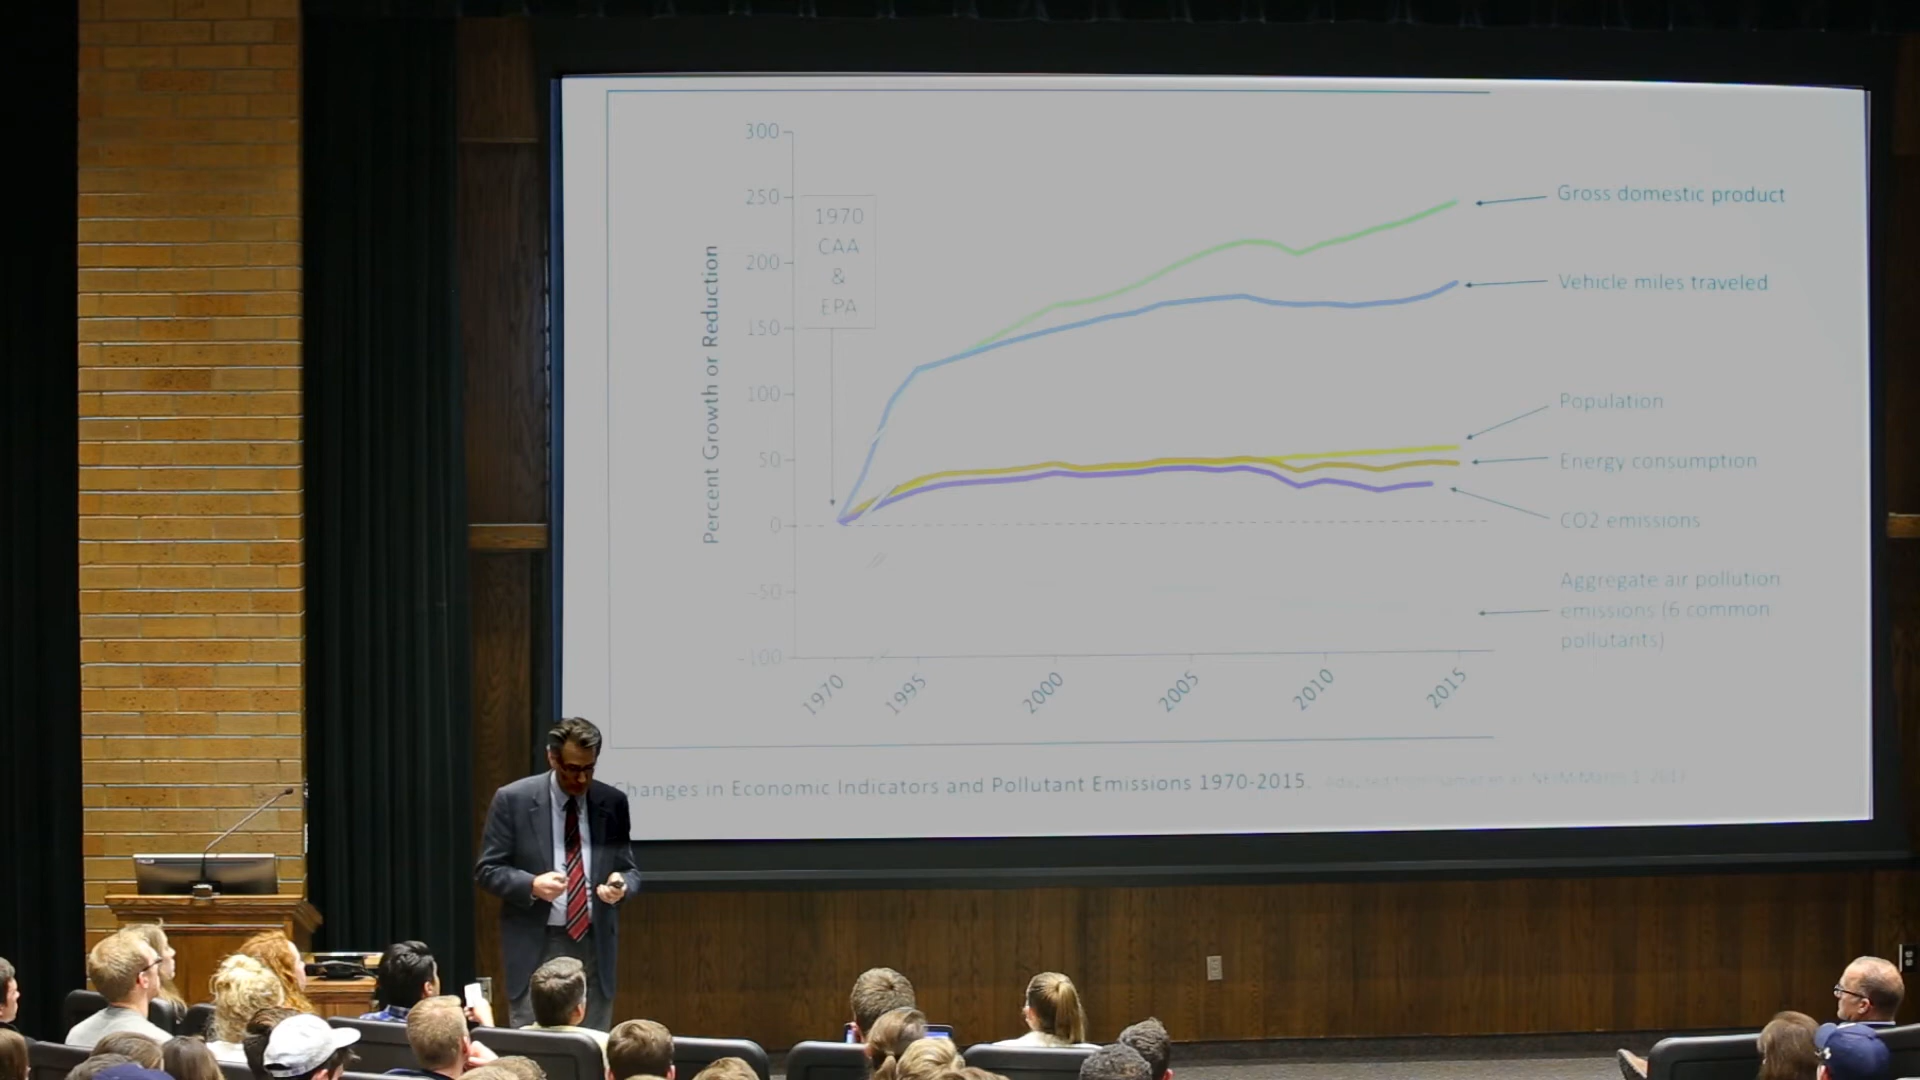 300
250
200
150
100
50
0
-50
-100
Percent Growth or Reduction
1970
CAA
&
EPA
Gross domestic product
Vehicle miles traveled
Population
Energy consumption
CO2 emissions
Aggregate air pollution
emissions (6 common
pollutants)
1970
1995
2000
2005
2010
2015
Changes in Economic Indicators and Pollutant Emissions 1970-2015.